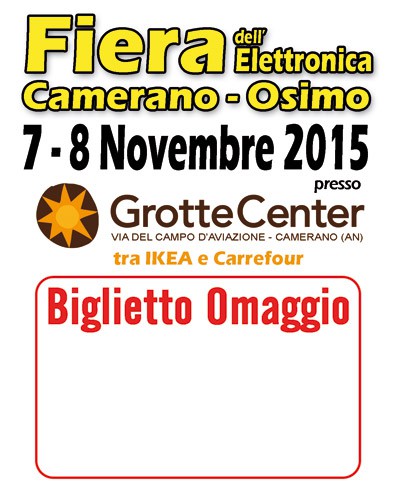 Fiera dell'Elettronica
Camerano - Osimo
7 - 8 Novembre 2015
presso
GrotteCenter
VIA DEL CAMPO D'AVIAZIONE - CAMERANO (AN)
tra IKEA e Carrefour
Biglietto Omaggio